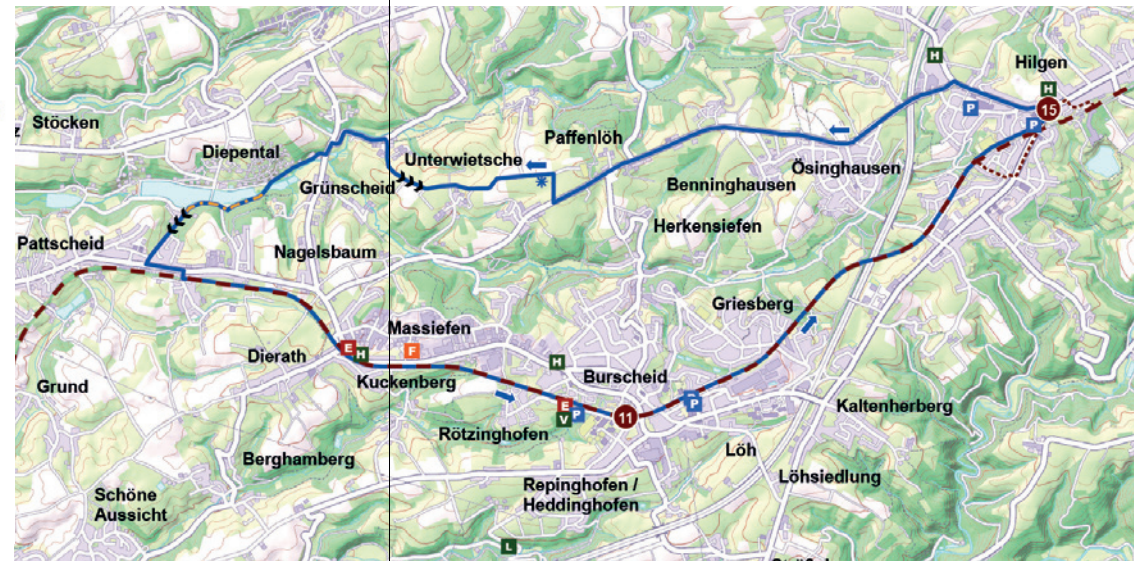 H
Hilgen
H
P
15
P
Stöcken
z
Diepental
Paffenlöh
Unterwietsche
Ösinghausen
Grünscheid
Benninghausen
Herkensiefen
Pattscheid
Nagelsbaum
Griesberg
Massiefen
E
H
F
Dierath
H
Kuckenberg
Burscheid
Grund
E
P
V
11
P
P
Kaltenherberg
Rötzinghofen
Löh
Berghamberg
Löhsiedlung
Repinghofen /
Heddinghofen
Schöne
Aussicht
L